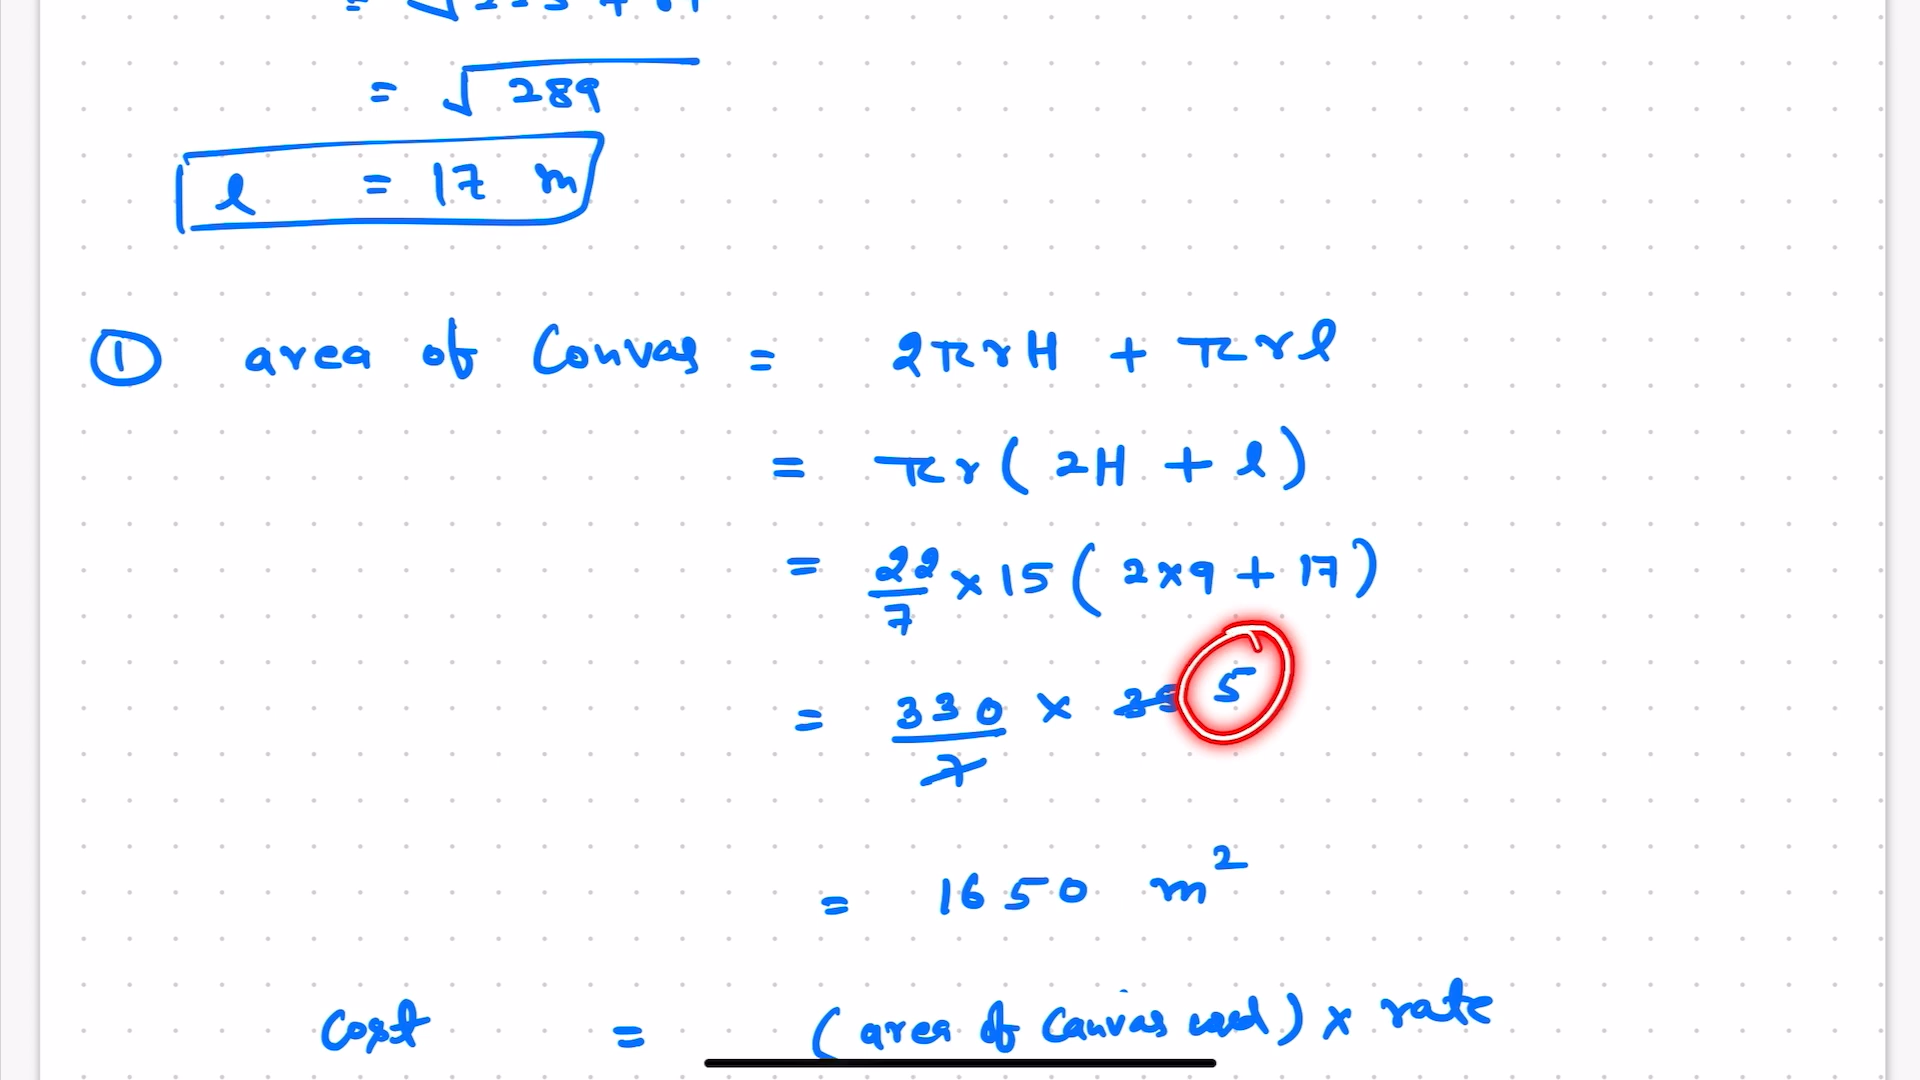 = √289
l = 17 m
① area of Convas = 2πrH + πrl
= πr( 2H + l )
= 22/7 × 15 ( 2×9 + 17 )
= 330/7 × 35 5
= 1650 m²
Cost = ( area of Canvas used ) × rate